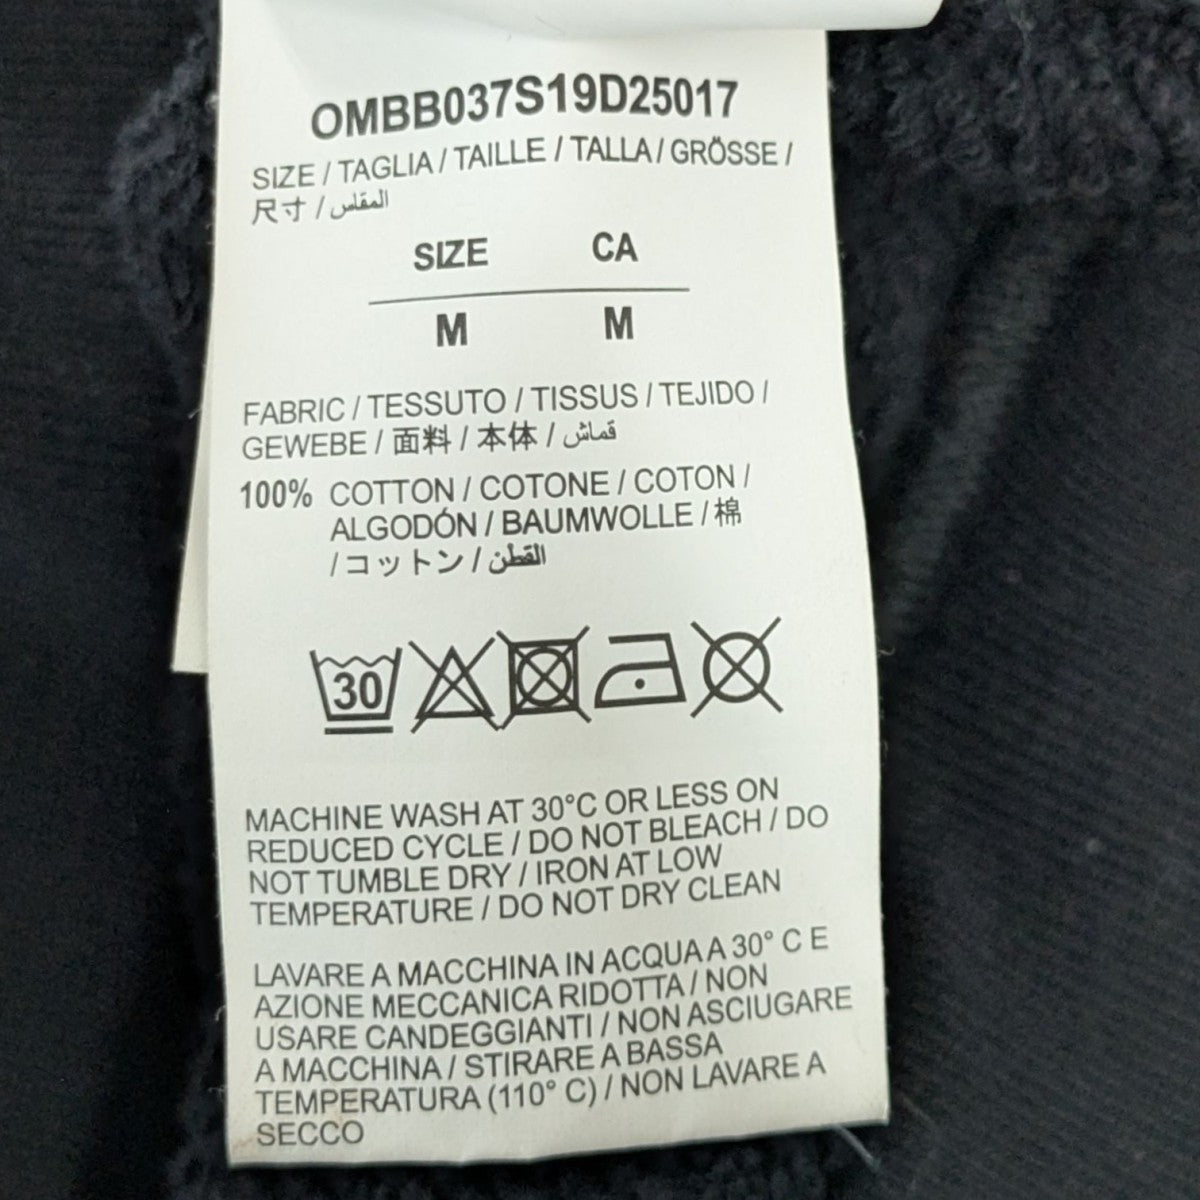 OMBB037S19D25017
SIZE / TAGLIA / TAILLE / TALLA / GRÖSSE /
尺寸 / المقاس
SIZE CA
M M
FABRIC / TESSUTO / TISSUS / TEJIDO /
GEWEBE / 面料 / 本体 / قماش
100% COTTON / COTONE / COTON /
ALGODÓN / BAUMWOLLE / 棉
/ コットン / القطن
30
MACHINE WASH AT 30°C OR LESS ON
REDUCED CYCLE / DO NOT BLEACH / DO
NOT TUMBLE DRY / IRON AT LOW
TEMPERATURE / DO NOT DRY CLEAN
LAVARE A MACCHINA IN ACQUA A 30° C E
AZIONE MECCANICA RIDOTTA / NON
USARE CANDEGGIANTI / NON ASCIUGARE
A MACCHINA / STIRARE A BASSA
TEMPERATURA (110° C) / NON LAVARE A
SECCO